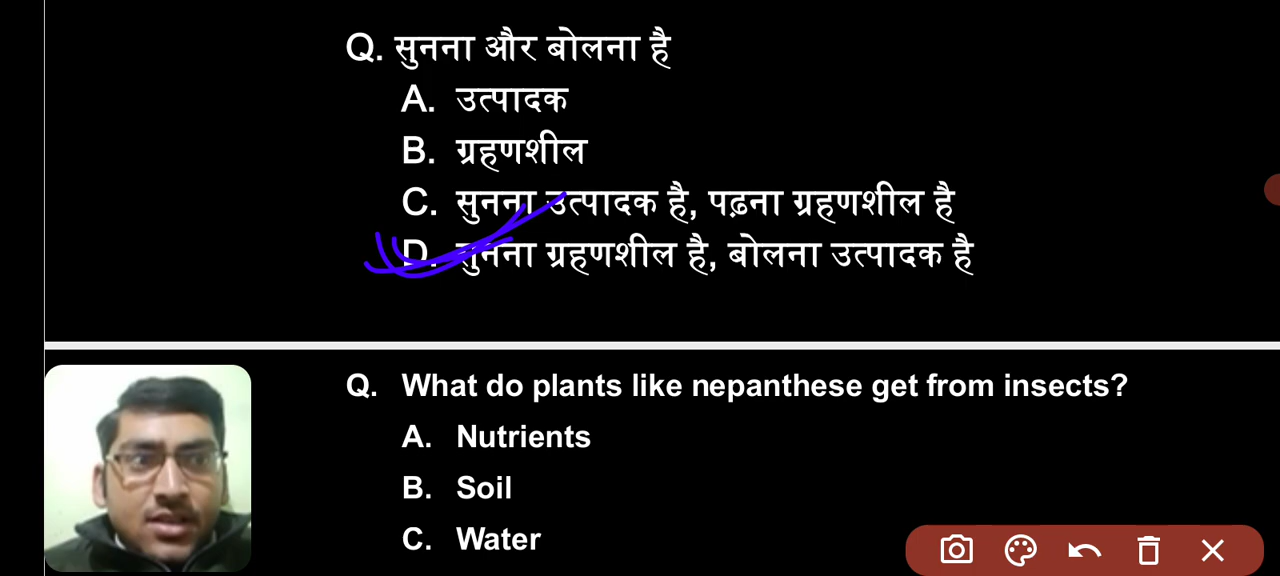 Q. सुनना और बोलना है
A. उत्पादक
B. ग्रहणशील
C. सुनना उत्पादक है, पढ़ना ग्रहणशील है
D. सुनना ग्रहणशील है, बोलना उत्पादक है
Q. What do plants like nepanthese get from insects?
A. Nutrients
B. Soil
C. Water